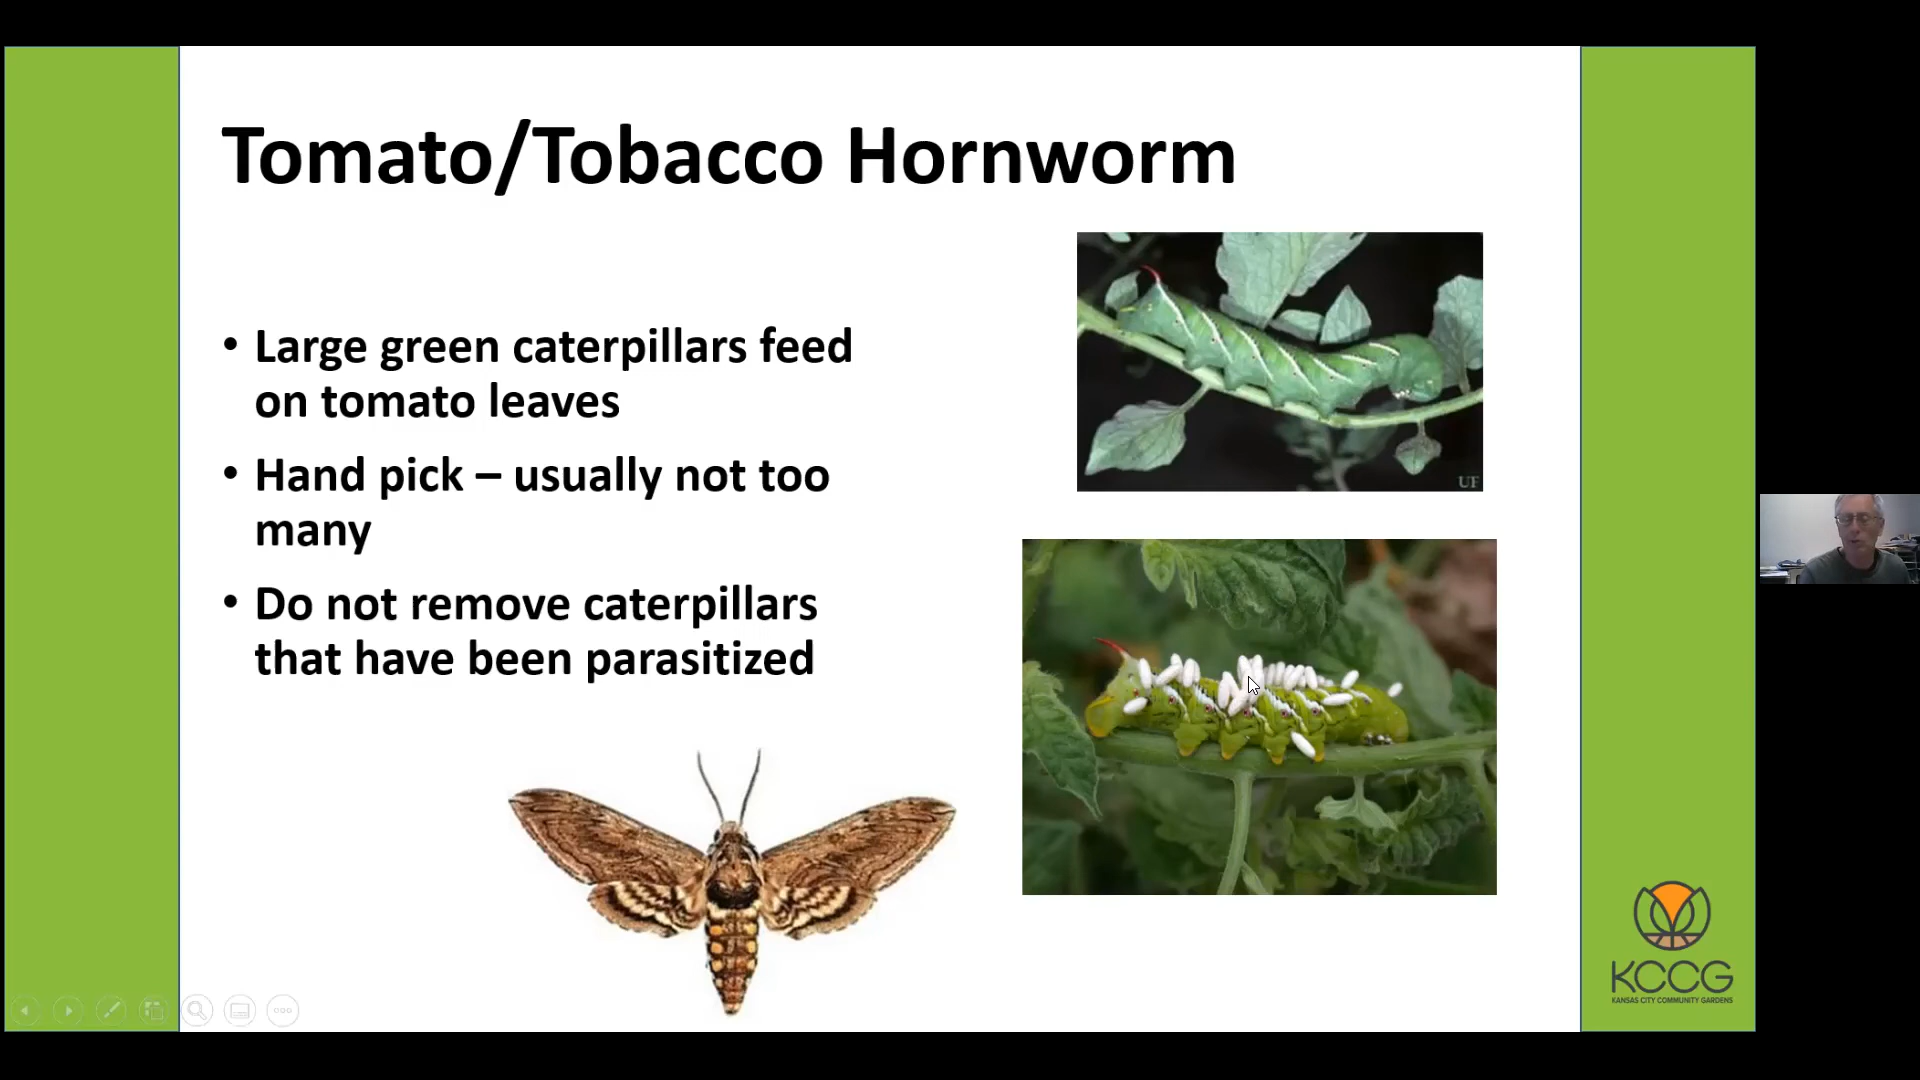 Tomato/Tobacco Hornworm
• Large green caterpillars feed
on tomato leaves
• Hand pick – usually not too
many
• Do not remove caterpillars
that have been parasitized
UF
KCCG
KANSAS CITY COMMUNITY GARDENS